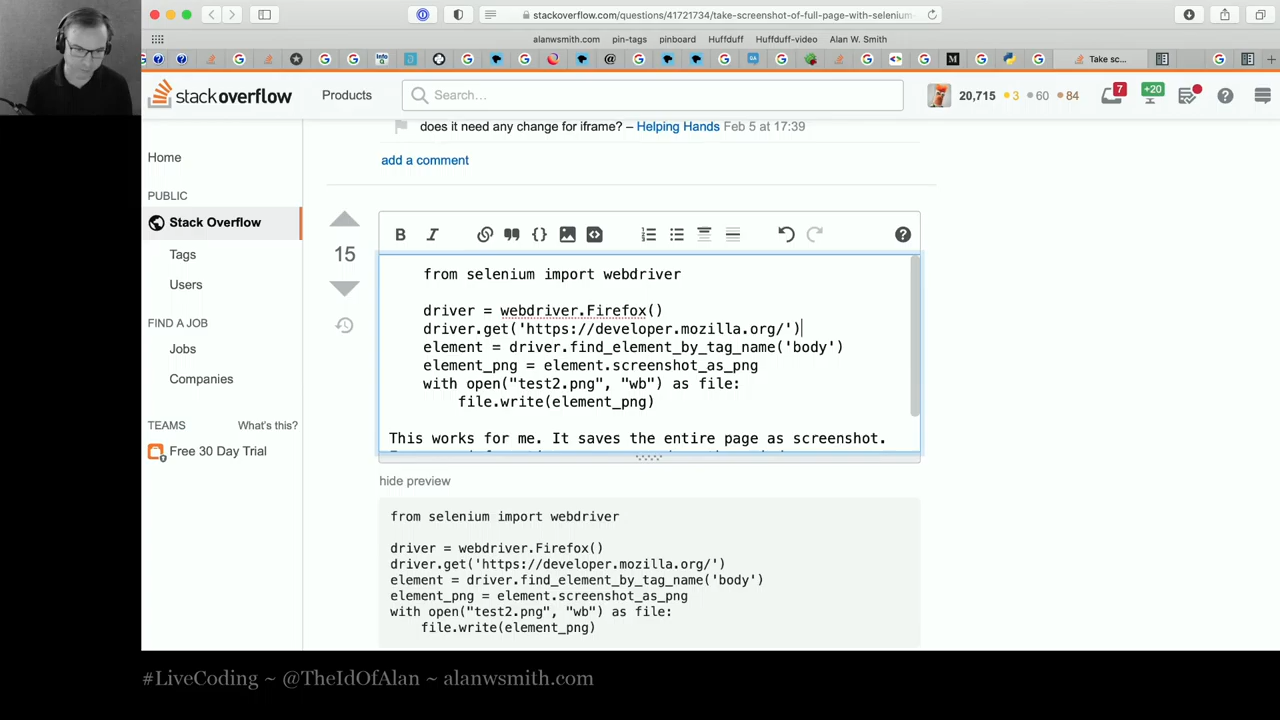 stackoverflow.com/questions/41721734/take-screenshot-of-full-page-with-selenium-
alanwsmith.com pin-tags pinboard Huffduff Huffduff-video Alan W. Smith
Take sc...
stackoverflow Products Search... 20,715 3 60 84 7 +20
does it need any change for iframe? – Helping Hands Feb 5 at 17:39
add a comment
Home
PUBLIC
Stack Overflow
Tags
Users
FIND A JOB
Jobs
Companies
TEAMS What's this?
Free 30 Day Trial
15
B I
from selenium import webdriver
driver = webdriver.Firefox()
driver.get('https://developer.mozilla.org/')
element = driver.find_element_by_tag_name('body')
element_png = element.screenshot_as_png
with open("test2.png", "wb") as file:
file.write(element_png)
This works for me. It saves the entire page as screenshot.
hide preview
from selenium import webdriver
driver = webdriver.Firefox()
driver.get('https://developer.mozilla.org/')
element = driver.find_element_by_tag_name('body')
element_png = element.screenshot_as_png
with open("test2.png", "wb") as file:
file.write(element_png)
#LiveCoding ~ @TheIdOfAlan ~ alanwsmith.com